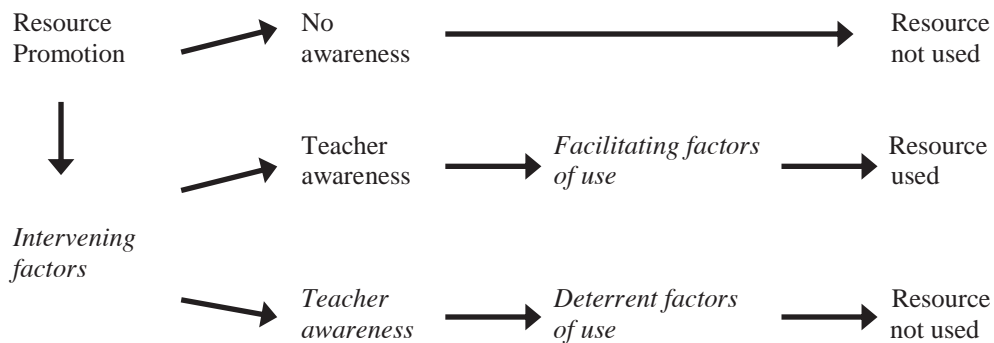 Resource
Promotion
No
awareness
Resource
not used
Teacher
awareness
Facilitating factors
of use
Resource
used
Intervening
factors
Teacher
awareness
Deterrent factors
of use
Resource
not used